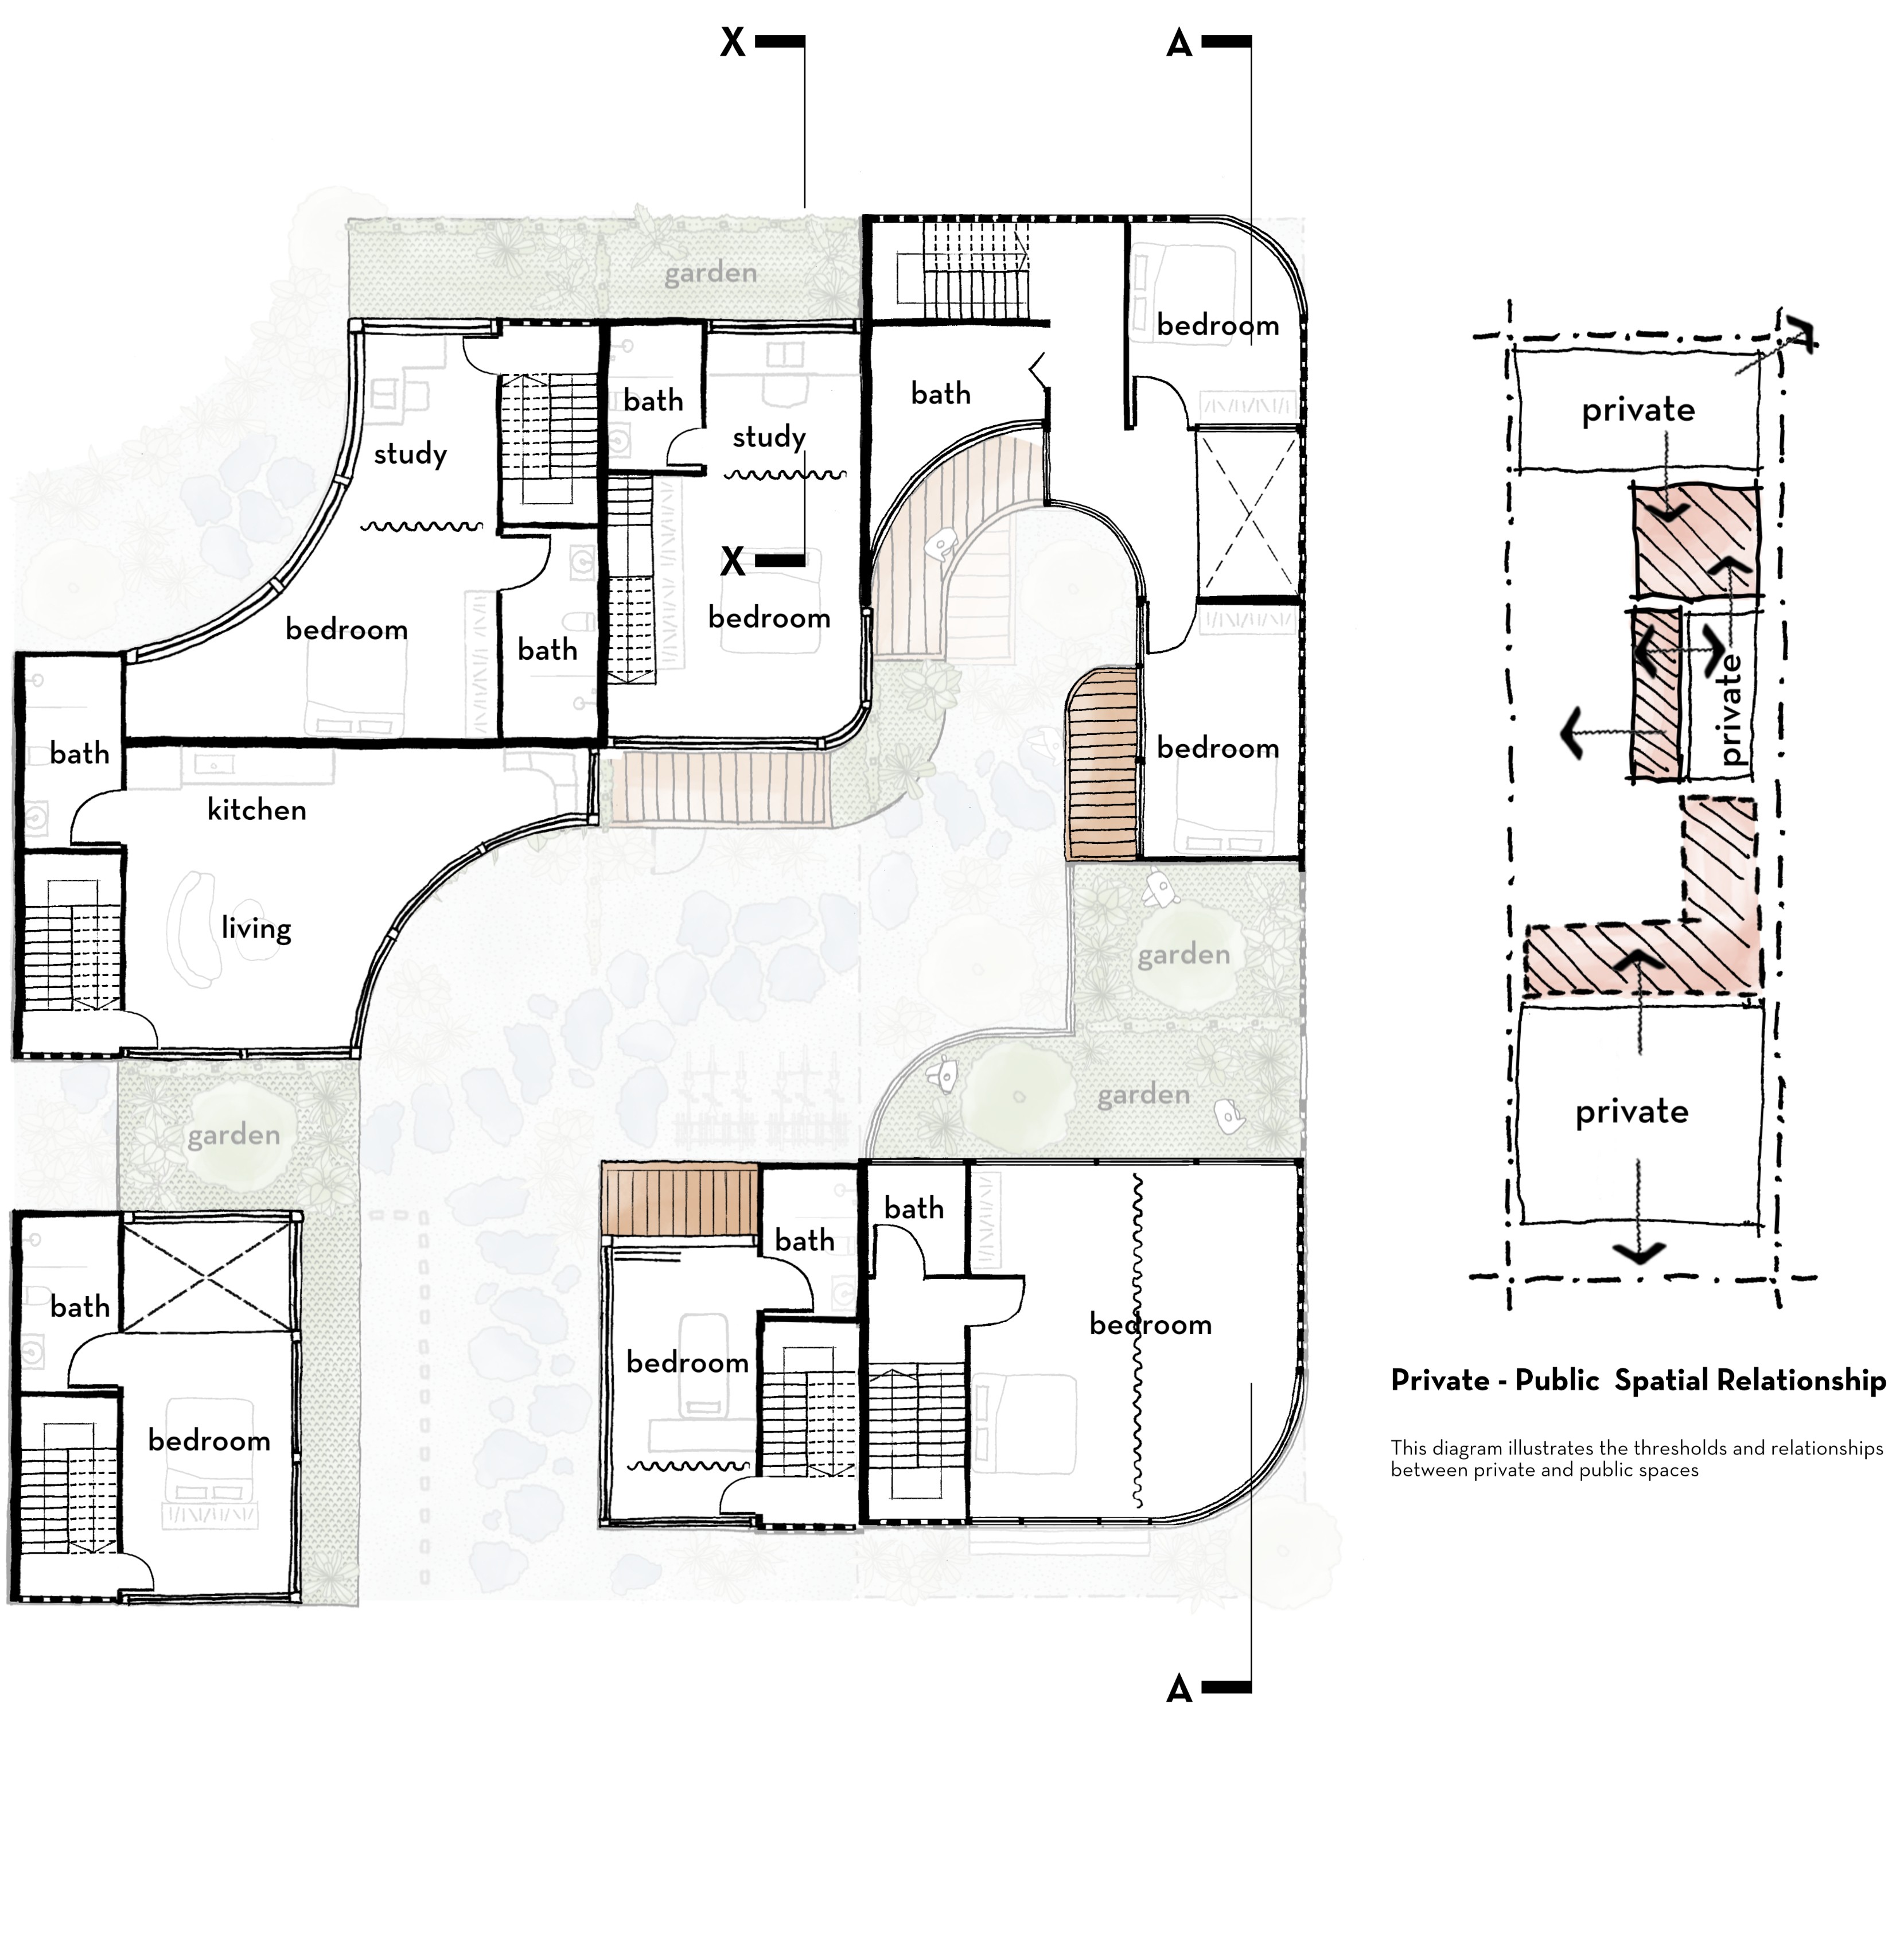 X
A
garden
bedroom
bath
bath
study
study
private
X
bedroom
bedroom
bath
private
bath
kitchen
bedroom
living
garden
garden
private
garden
bath
bath
bath
bedroom
bedroom
bedroom
Private - Public Spatial Relationship
This diagram illustrates the thresholds and relationships
between private and public spaces
A